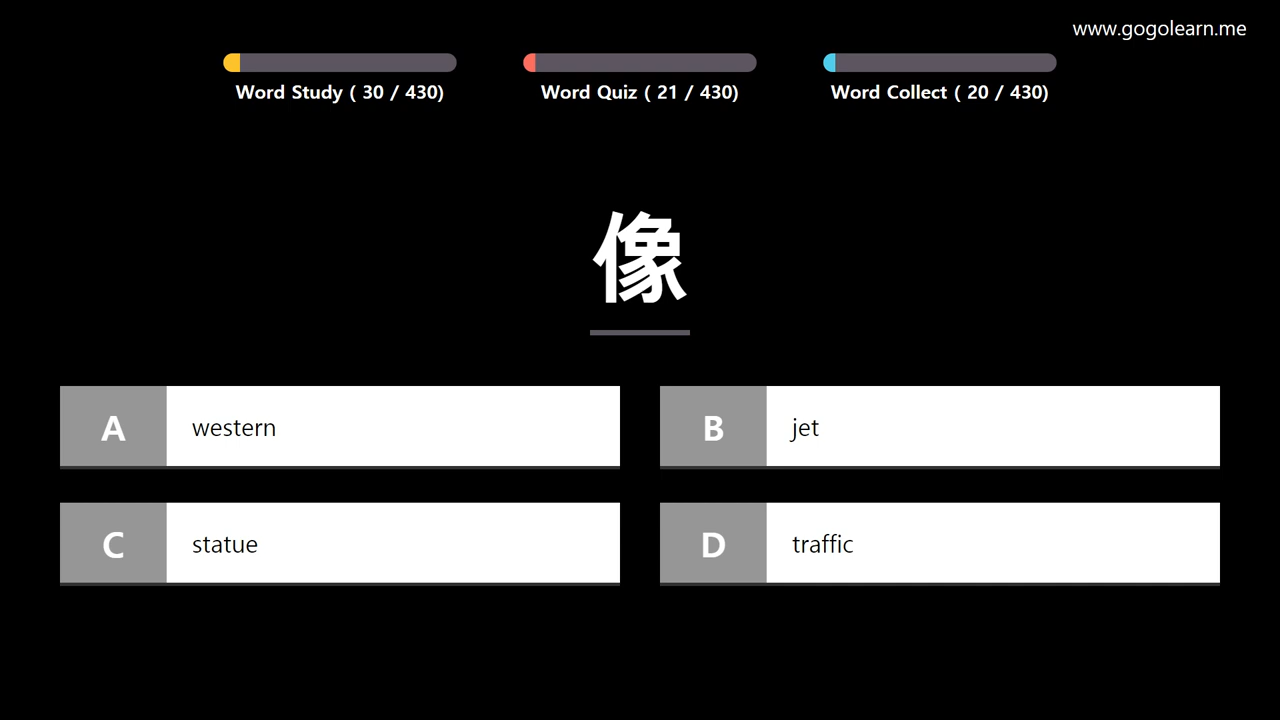 www.gogolearn.me
Word Study ( 30 / 430)
Word Quiz ( 21 / 430)
Word Collect ( 20 / 430)
像
A western
B jet
C statue
D traffic